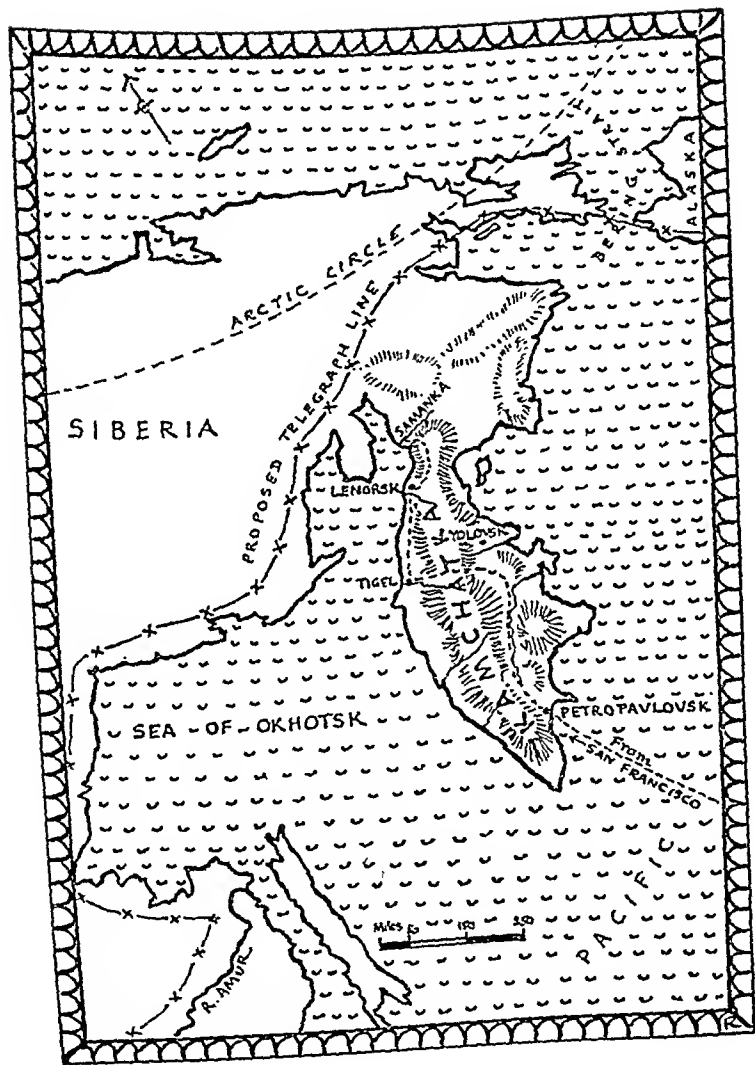 BERING STRAIT
ALASKA
ARCTIC CIRCLE
PROPOSED TELEGRAPH LINE
SIBERIA
SAMANKA
LENORSK
YOLOVSK
TIGEL
KAMCHATKA
SEA - OF - OKHOTSK
PETROPAVLOVSK
From
SAN FRANCISCO
PACIFIC
Miles
R. AMUR
R